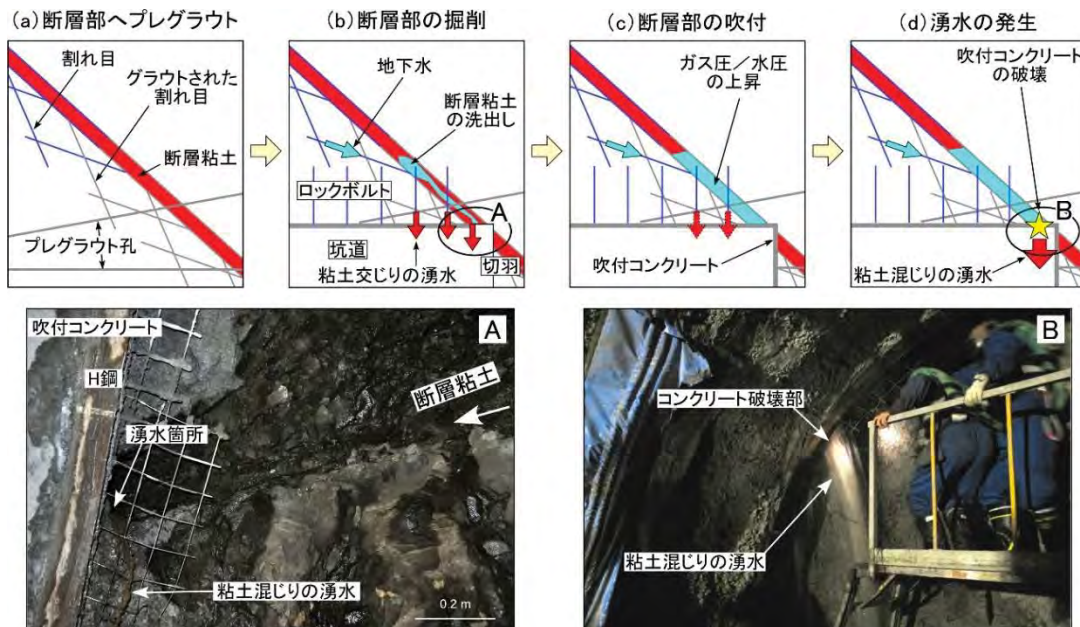 (a)断層部へプレグラウト
割れ目
グラウトされた
割れ目
断層粘土
プレグラウト孔
(b)断層部の掘削
地下水
断層粘土
の洗出し
ロックボルト
A
坑道
切羽
粘土交じりの湧水
(c)断層部の吹付
ガス圧／水圧
の上昇
吹付コンクリート
(d)湧水の発生
吹付コンクリート
の破壊
B
粘土混じりの湧水
吹付コンクリート
A
H鋼
断層粘土
湧水箇所
粘土混じりの湧水
0.2 m
B
コンクリート破壊部
粘土混じりの湧水